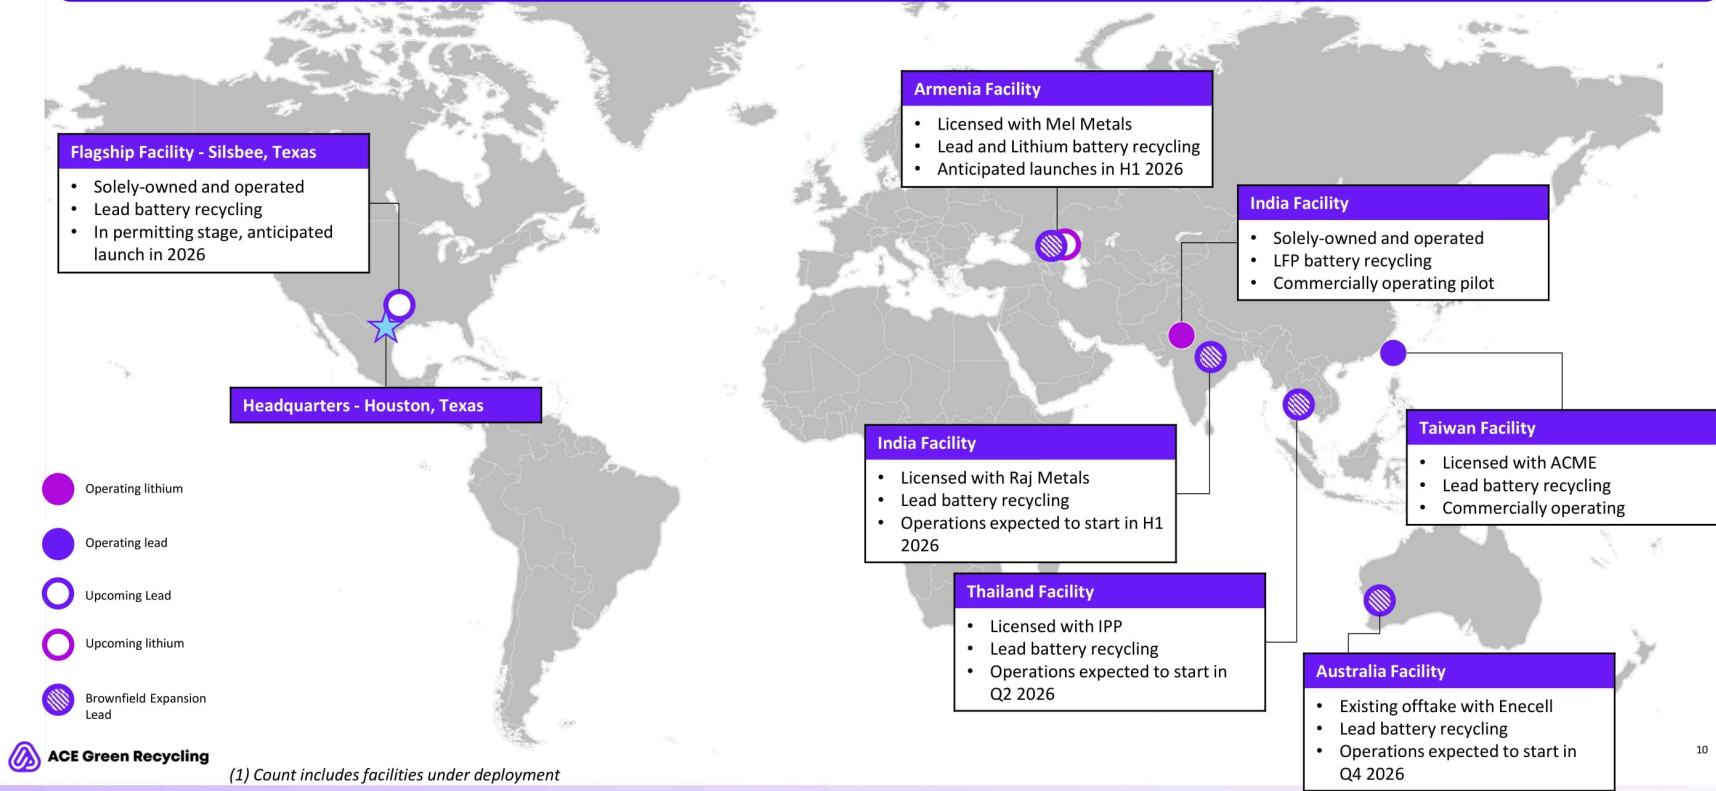 Armenia Facility
• Licensed with Mel Metals
• Lead and Lithium battery recycling
• Anticipated launches in H1 2026
Flagship Facility - Silsbee, Texas
• Solely-owned and operated
• Lead battery recycling
• In permitting stage, anticipated
launch in 2026
India Facility
• Solely-owned and operated
• LFP battery recycling
• Commercially operating pilot
Headquarters - Houston, Texas
India Facility
• Licensed with Raj Metals
• Lead battery recycling
• Operations expected to start in H1
2026
Taiwan Facility
• Licensed with ACME
• Lead battery recycling
• Commercially operating
Thailand Facility
• Licensed with IPP
• Lead battery recycling
• Operations expected to start in
Q2 2026
Australia Facility
• Existing offtake with Enecell
• Lead battery recycling
• Operations expected to start in
Q4 2026
Operating lithium
Operating lead
Upcoming Lead
Upcoming lithium
Brownfield Expansion
Lead
ACE Green Recycling
(1) Count includes facilities under deployment
10